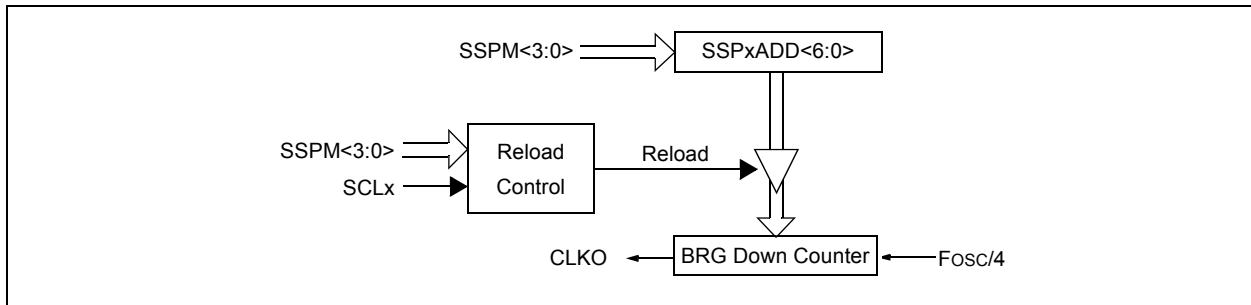 SSPM<3:0>
SSPxADD<6:0>
SSPM<3:0>
SCLx
Reload
Control
Reload
CLKO
BRG Down Counter
FOSC/4